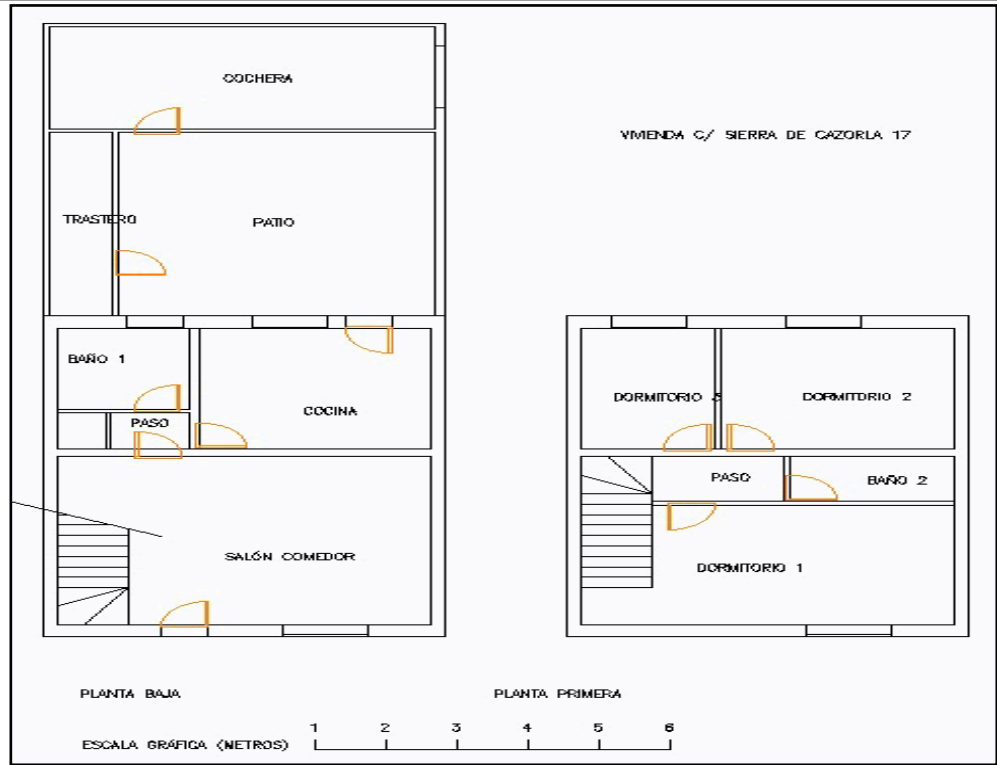 COCHERA
VIVIENDA C/ SIERRA DE CAZORLA 17
TRASTERO
PATIO
BAÑO 1
COCINA
PASO
DORMITORIO 3
DORMITORIO 2
PASO
BAÑO 2
SALÓN COMEDOR
DORMITORIO 1
PLANTA BAJA
PLANTA PRIMERA
ESCALA GRÁFICA (METROS)
1 2 3 4 5 6